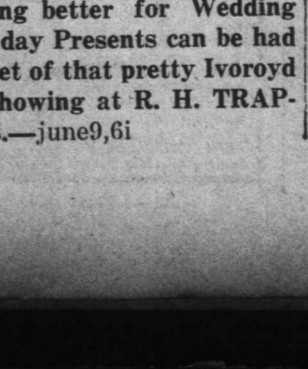 ng better for Wedding
day Presents can be had
et of that pretty Ivoroyd
howing at R. H. TRAP-
.—june9,6i